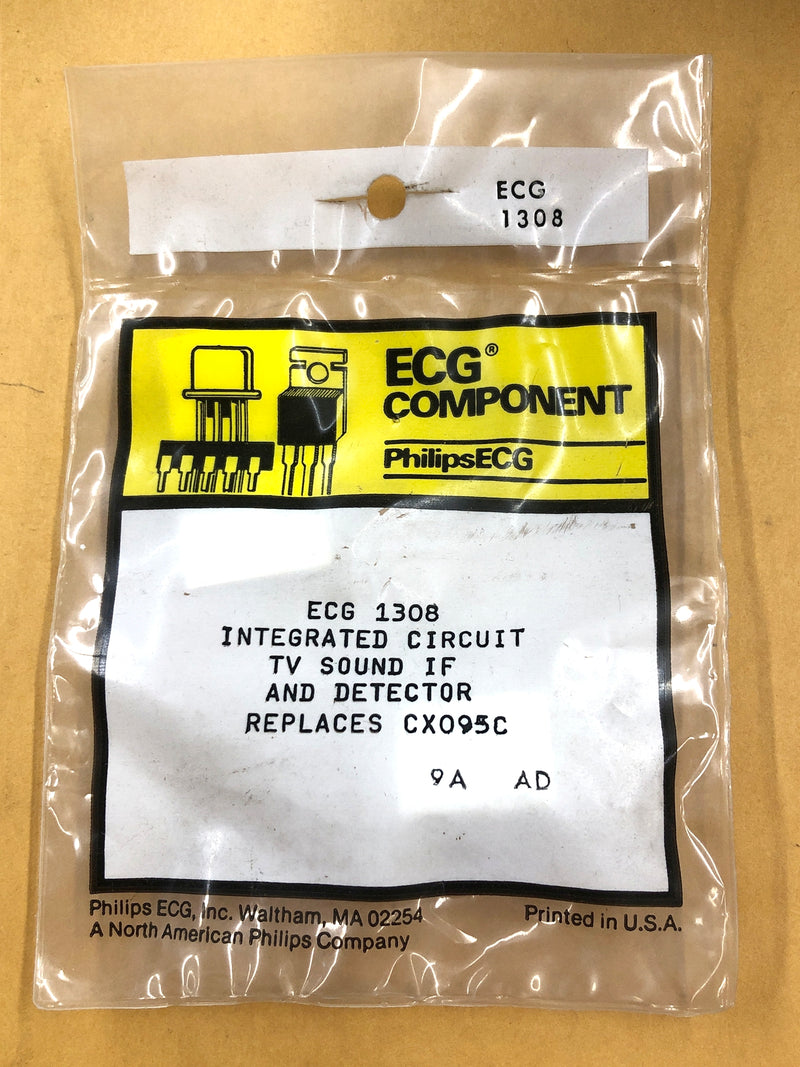 ECG
1308
ECG®
COMPONENT
PhilipsECG
ECG 1308
INTEGRATED CIRCUIT
TV SOUND IF
AND DETECTOR
REPLACES CX095C
9A AD
Philips ECG, Inc. Waltham, MA 02254
A North American Philips Company
Printed in U.S.A.